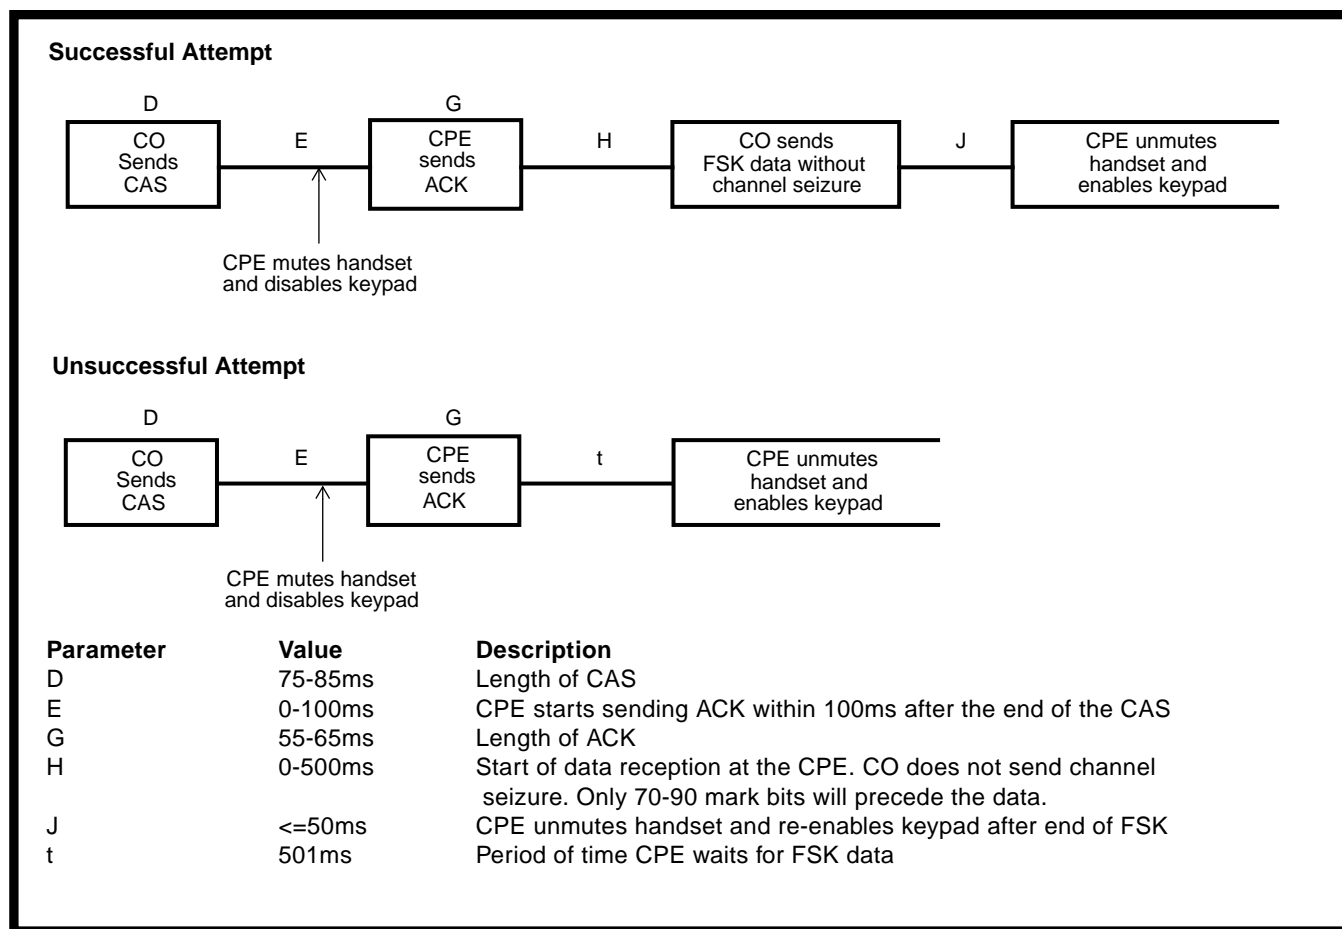 Successful Attempt
D
G
CO
Sends
CAS
E
CPE
sends
ACK
H
CO sends
FSK data without
channel seizure
J
CPE unmutes
handset and
enables keypad
CPE mutes handset
and disables keypad
Unsuccessful Attempt
D
G
CO
Sends
CAS
E
CPE
sends
ACK
t
CPE unmutes
handset and
enables keypad
CPE mutes handset
and disables keypad
Parameter Value Description
D 75-85ms Length of CAS
E 0-100ms CPE starts sending ACK within 100ms after the end of the CAS
G 55-65ms Length of ACK
H 0-500ms Start of data reception at the CPE. CO does not send channel
seizure. Only 70-90 mark bits will precede the data.
J <=50ms CPE unmutes handset and re-enables keypad after end of FSK
t 501ms Period of time CPE waits for FSK data